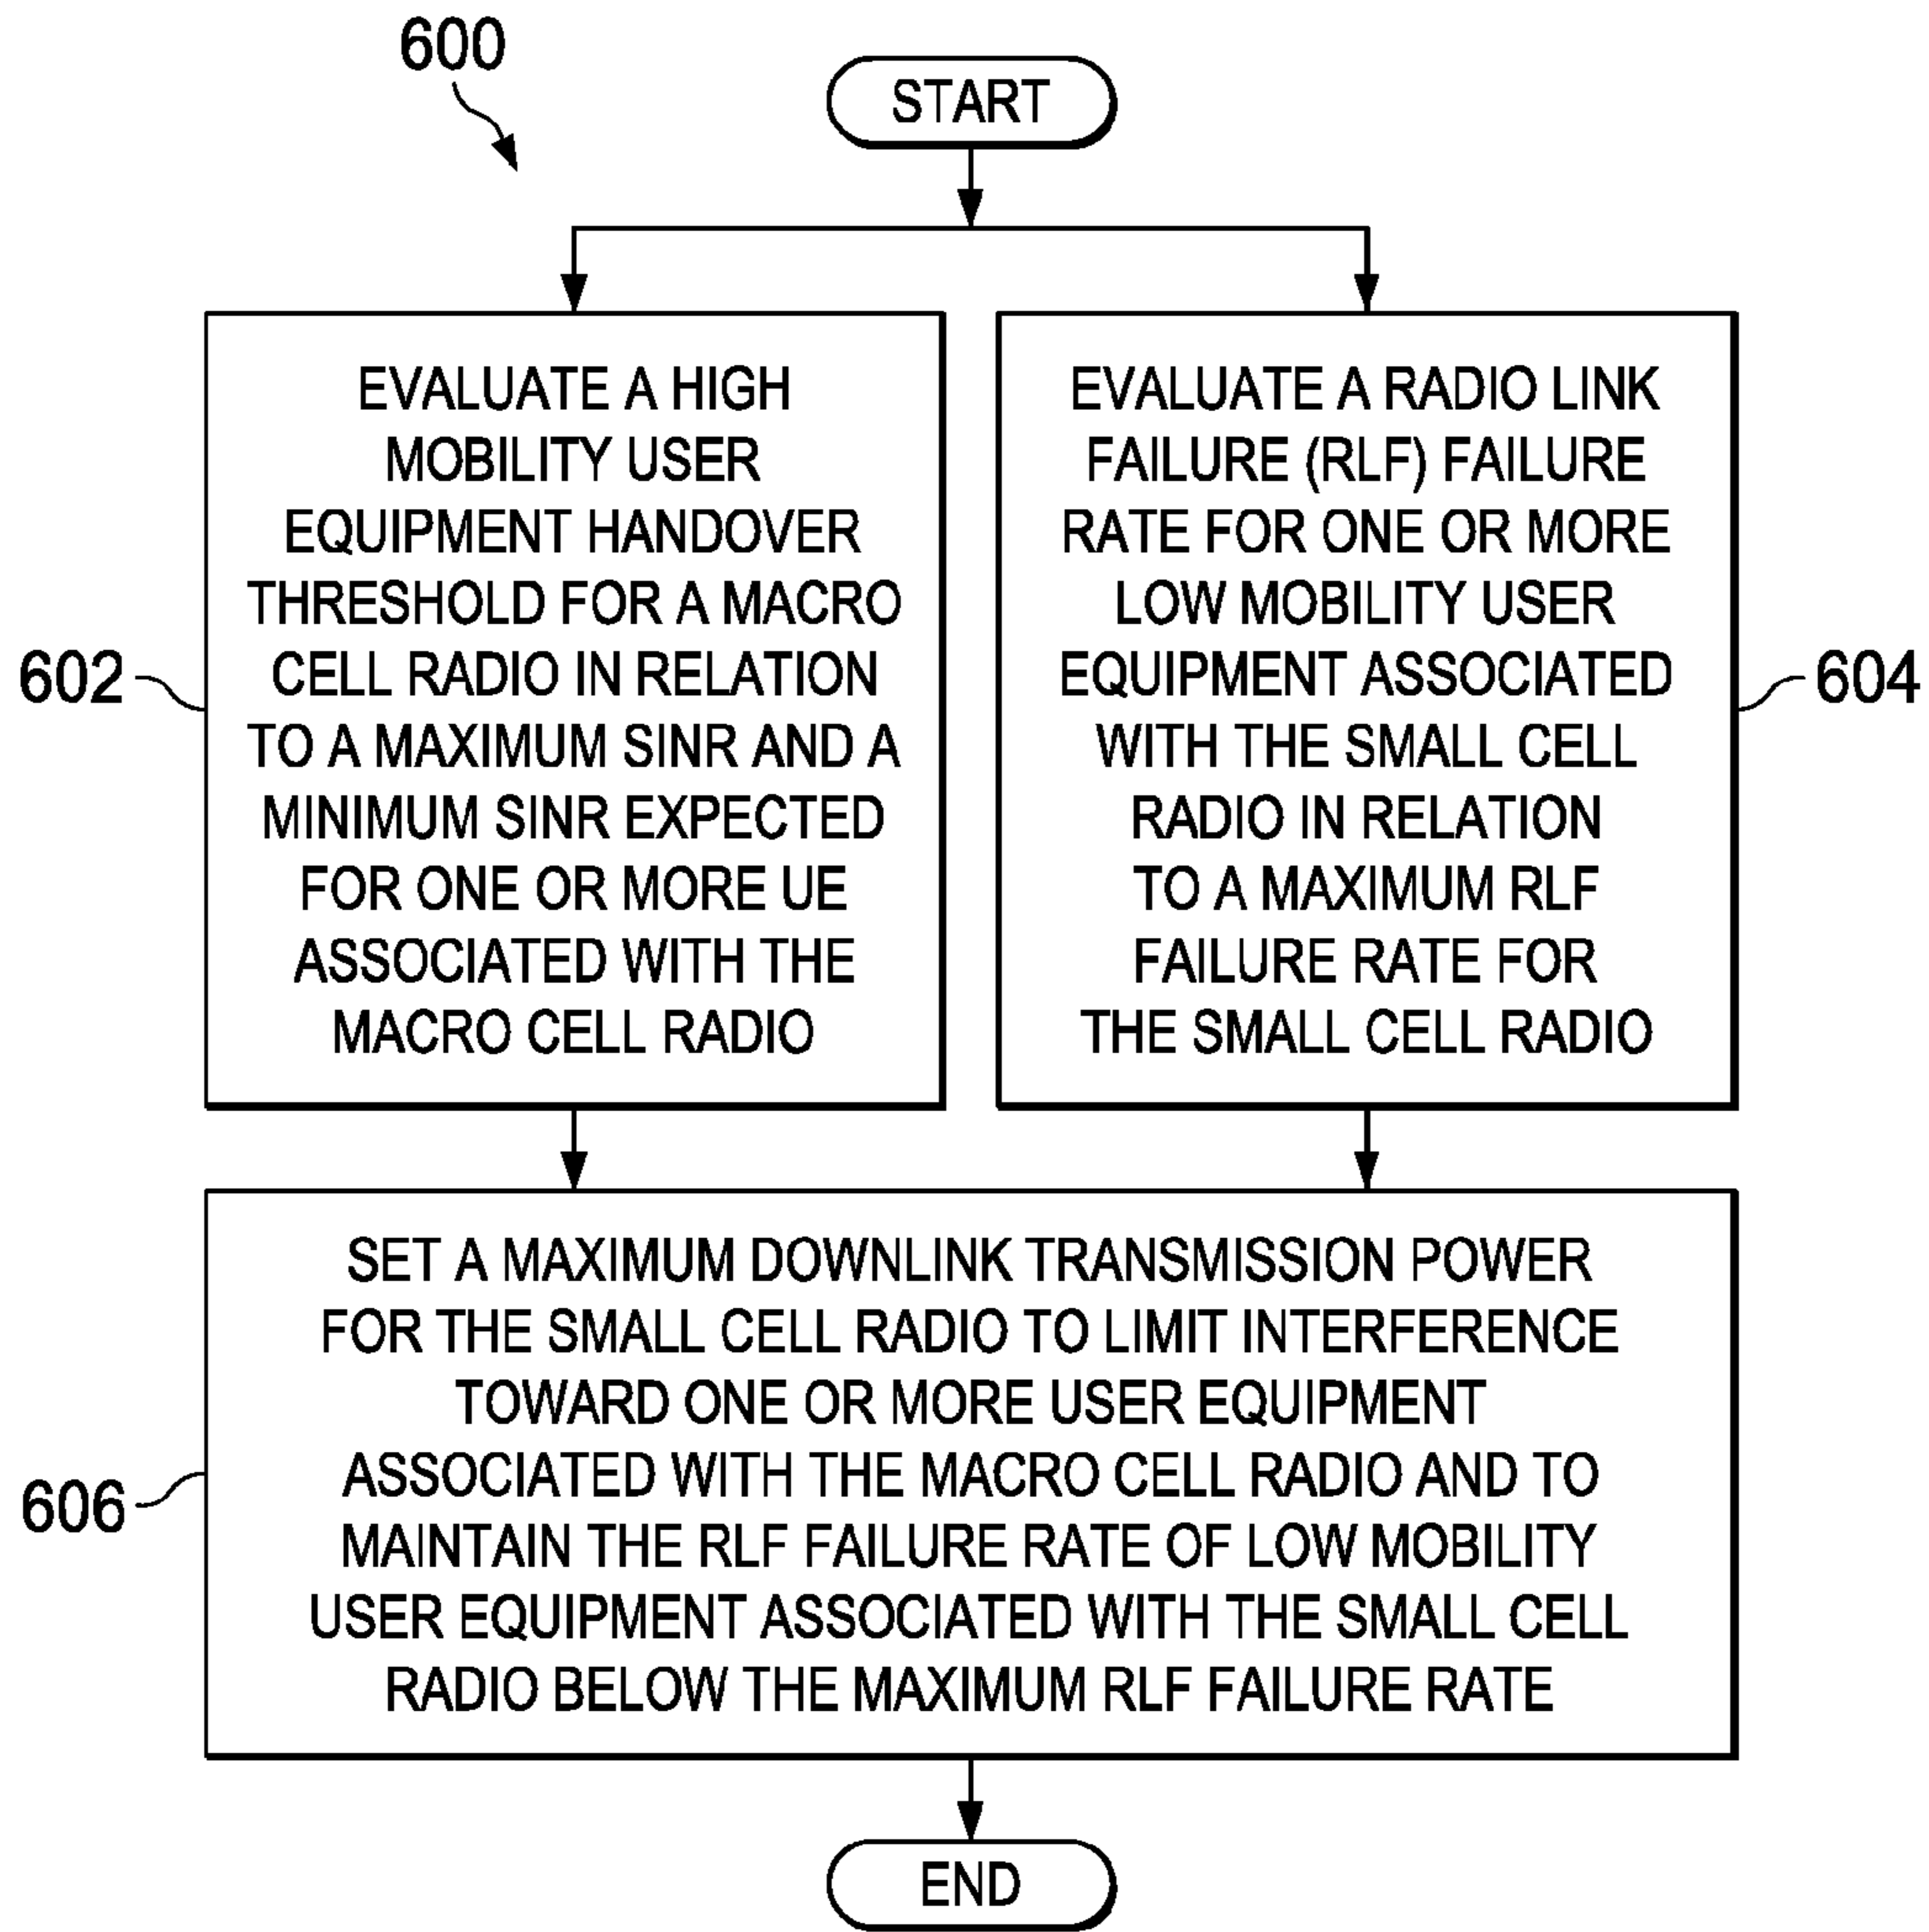 600
START
602
EVALUATE A HIGH
MOBILITY USER
EQUIPMENT HANDOVER
THRESHOLD FOR A MACRO
CELL RADIO IN RELATION
TO A MAXIMUM SINR AND A
MINIMUM SINR EXPECTED
FOR ONE OR MORE UE
ASSOCIATED WITH THE
MACRO CELL RADIO
EVALUATE A RADIO LINK
FAILURE (RLF) FAILURE
RATE FOR ONE OR MORE
LOW MOBILITY USER
EQUIPMENT ASSOCIATED
WITH THE SMALL CELL
RADIO IN RELATION
TO A MAXIMUM RLF
FAILURE RATE FOR
THE SMALL CELL RADIO
604
606
SET A MAXIMUM DOWNLINK TRANSMISSION POWER
FOR THE SMALL CELL RADIO TO LIMIT INTERFERENCE
TOWARD ONE OR MORE USER EQUIPMENT
ASSOCIATED WITH THE MACRO CELL RADIO AND TO
MAINTAIN THE RLF FAILURE RATE OF LOW MOBILITY
USER EQUIPMENT ASSOCIATED WITH THE SMALL CELL
RADIO BELOW THE MAXIMUM RLF FAILURE RATE
END